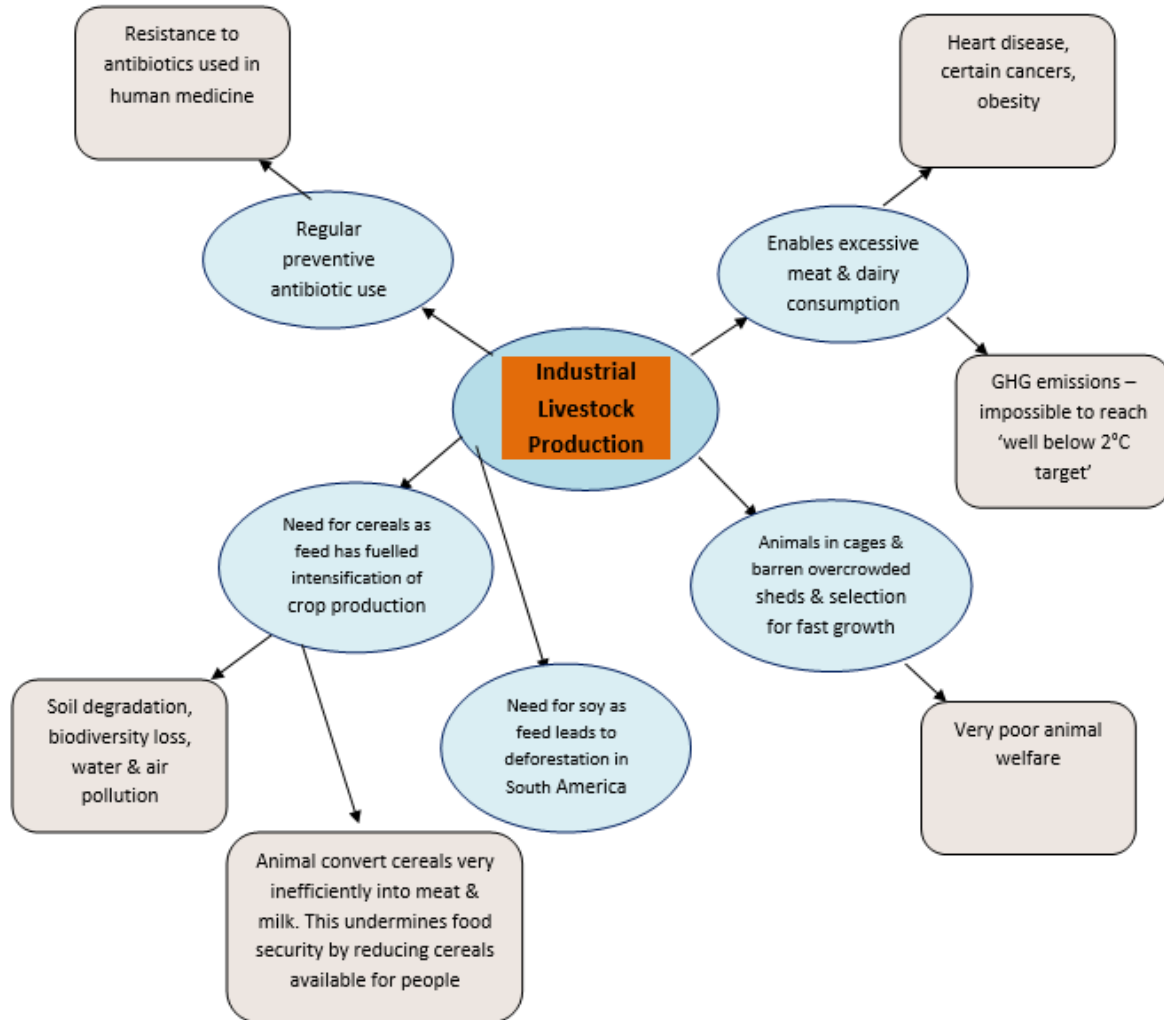 Resistance to
antibiotics used in
human medicine
Heart disease,
certain cancers,
obesity
Regular
preventive
antibiotic use
Enables excessive
meat & dairy
consumption
Industrial
Livestock
Production
GHG emissions –
impossible to reach
‘well below 2⁰C
target’
Need for cereals as
feed has fuelled
intensification of
crop production
Animals in cages &
barren overcrowded
sheds & selection
for fast growth
Soil degradation,
biodiversity loss,
water & air
pollution
Need for soy as
feed leads to
deforestation in
South America
Very poor animal
welfare
Animal convert cereals very
inefficiently into meat &
milk. This undermines food
security by reducing cereals
available for people